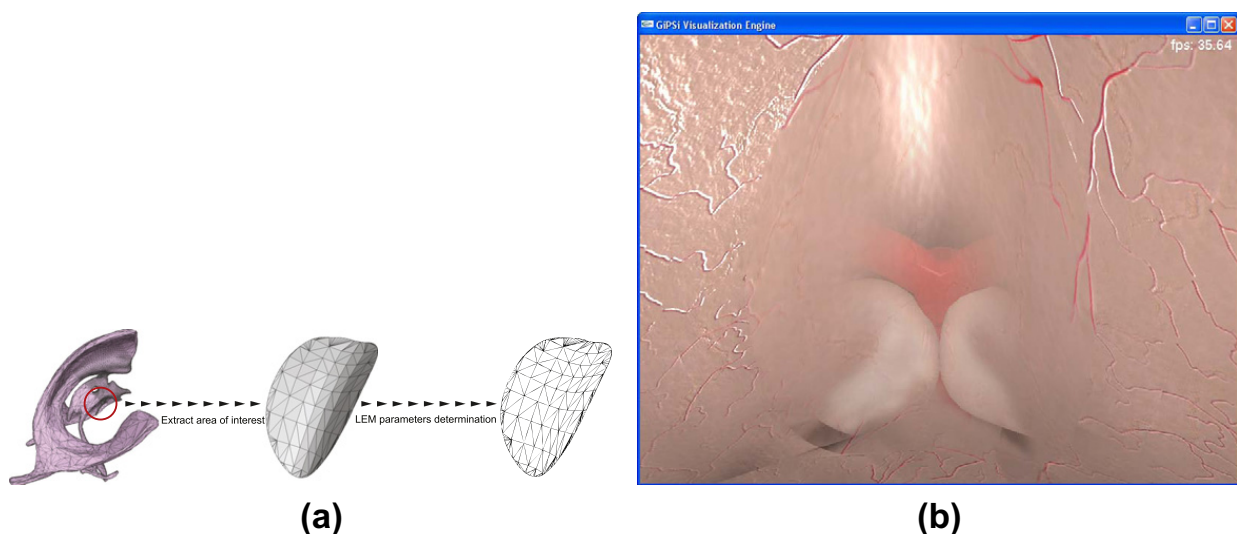 GiPSi Visualization Engine
fps: 35.64
Extract area of interest
LEM parameters determination
(a)
(b)